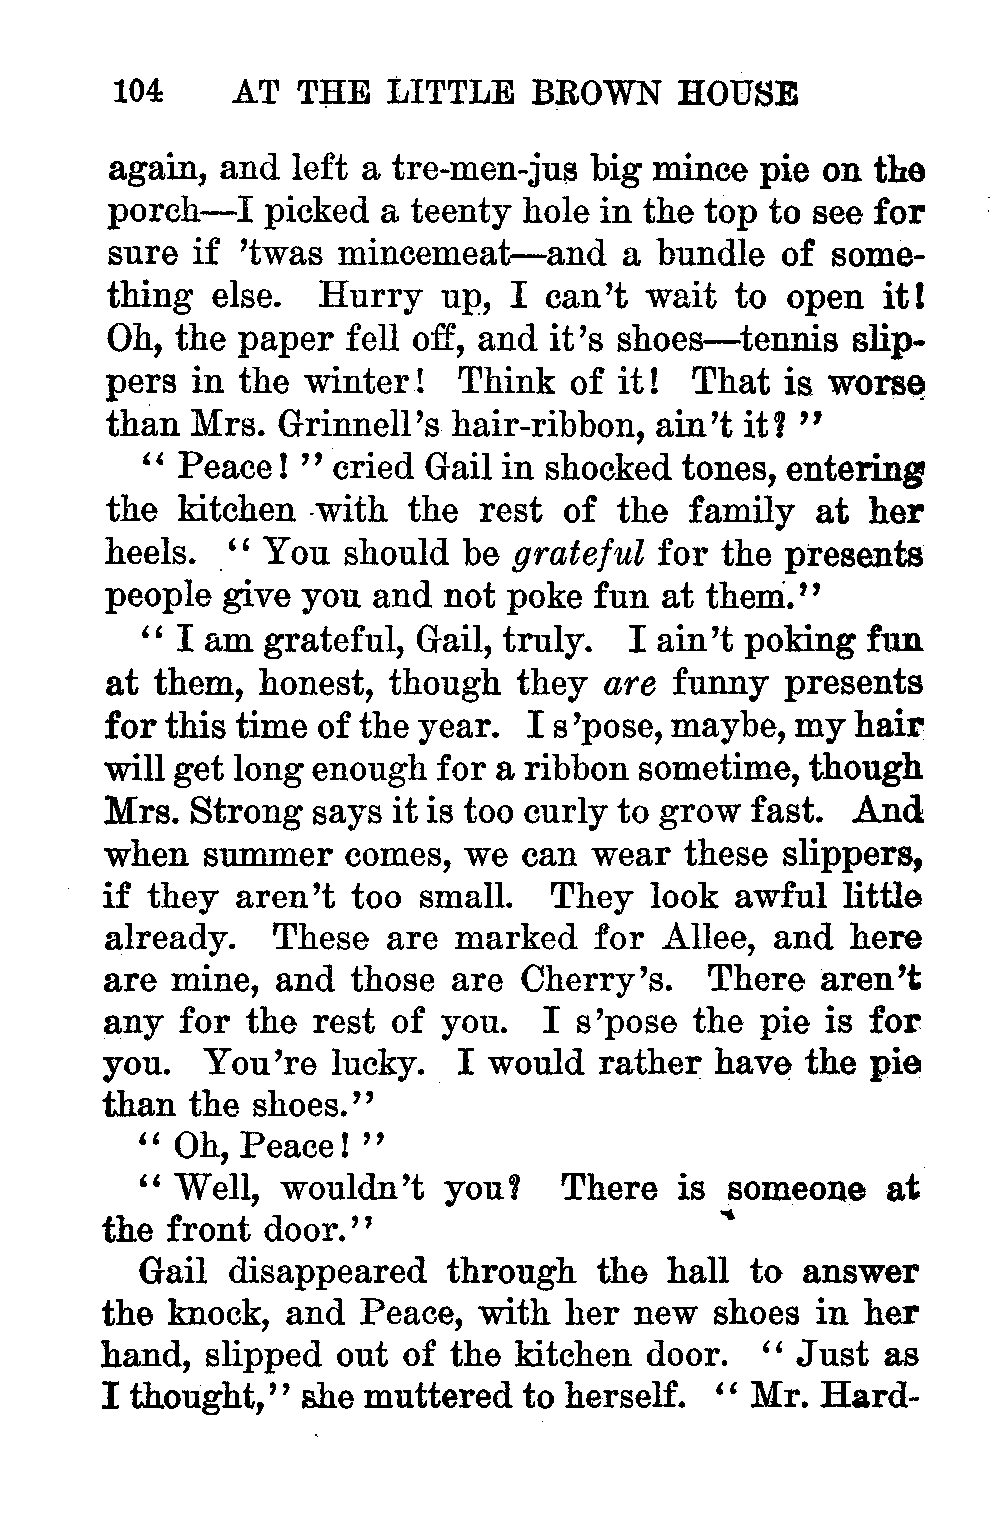 104 AT THE LITTLE BROWN HOUSE
again, and left a tre-men-jus big mince pie on the
porch—I picked a teenty hole in the top to see for
sure if 'twas mincemeat—and a bundle of some-
thing else. Hurry up, I can't wait to open it!
Oh, the paper fell off, and it's shoes—tennis slip-
pers in the winter! Think of it! That is worse
than Mrs. Grinnell's hair-ribbon, ain't it?"
"Peace!" cried Gail in shocked tones, entering
the kitchen with the rest of the family at her
heels. "You should be grateful for the presents
people give you and not poke fun at them."
"I am grateful, Gail, truly. I ain't poking fun
at them, honest, though they are funny presents
for this time of the year. I s'pose, maybe, my hair
will get long enough for a ribbon sometime, though
Mrs. Strong says it is too curly to grow fast. And
when summer comes, we can wear these slippers,
if they aren't too small. They look awful little
already. These are marked for Allee, and here
are mine, and those are Cherry's. There aren't
any for the rest of you. I s'pose the pie is for
you. You're lucky. I would rather have the pie
than the shoes."
"Oh, Peace!"
"Well, wouldn't you? There is someone at
the front door."
Gail disappeared through the hall to answer
the knock, and Peace, with her new shoes in her
hand, slipped out of the kitchen door. "Just as
I thought," she muttered to herself. "Mr. Hard-